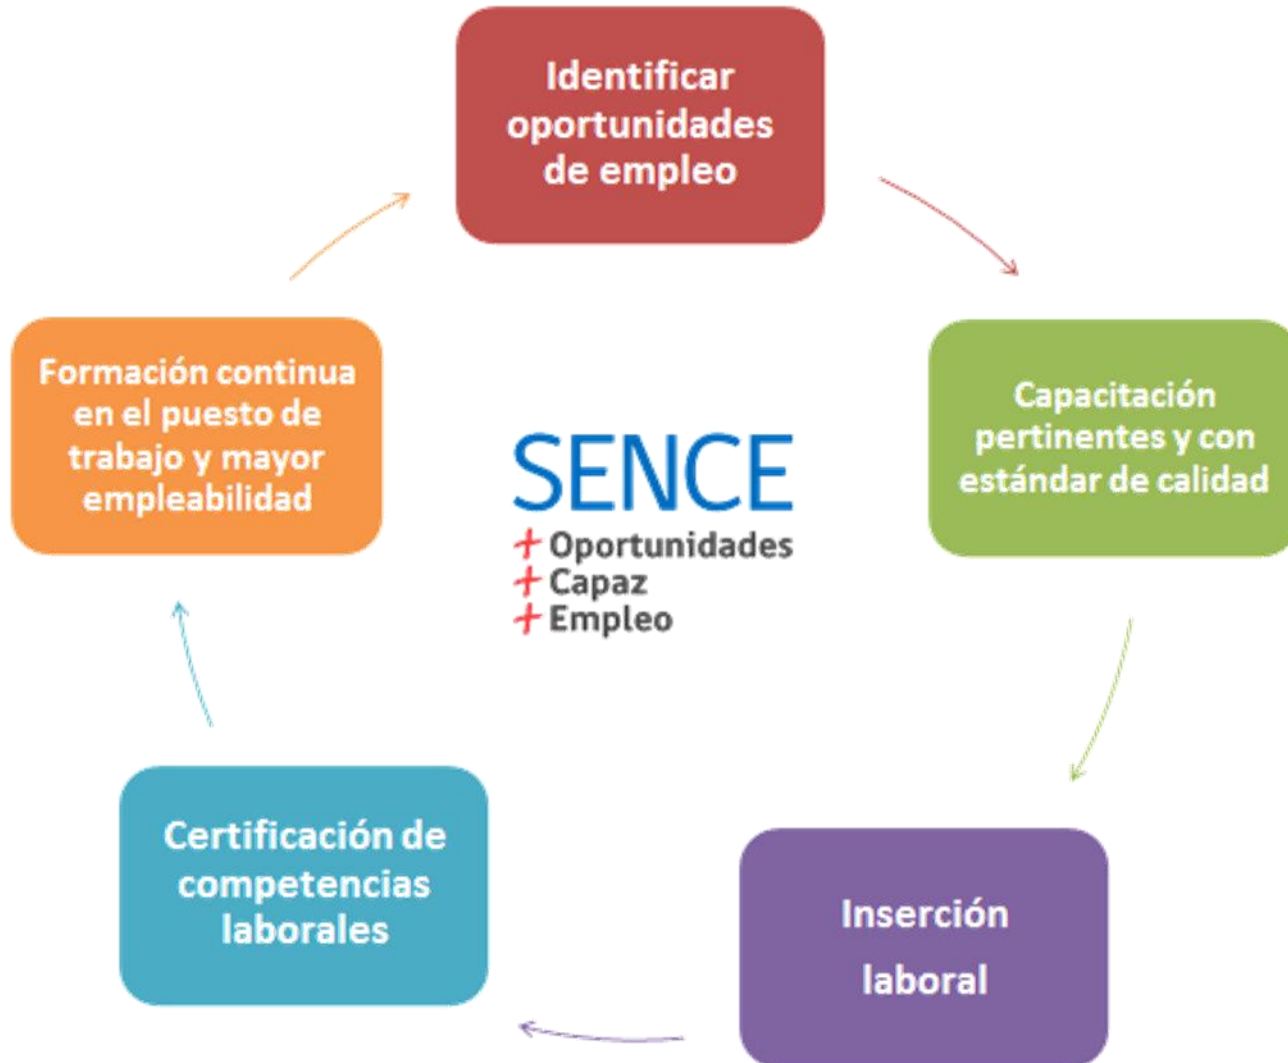 Identificar
oportunidades
de empleo
Capacitación
pertinentes y con
estándar de calidad
Inserción
laboral
Certificación de
competencias
laborales
Formación continua
en el puesto de
trabajo y mayor
empleabilidad
SENCE
+ Oportunidades
+ Capaz
+ Empleo